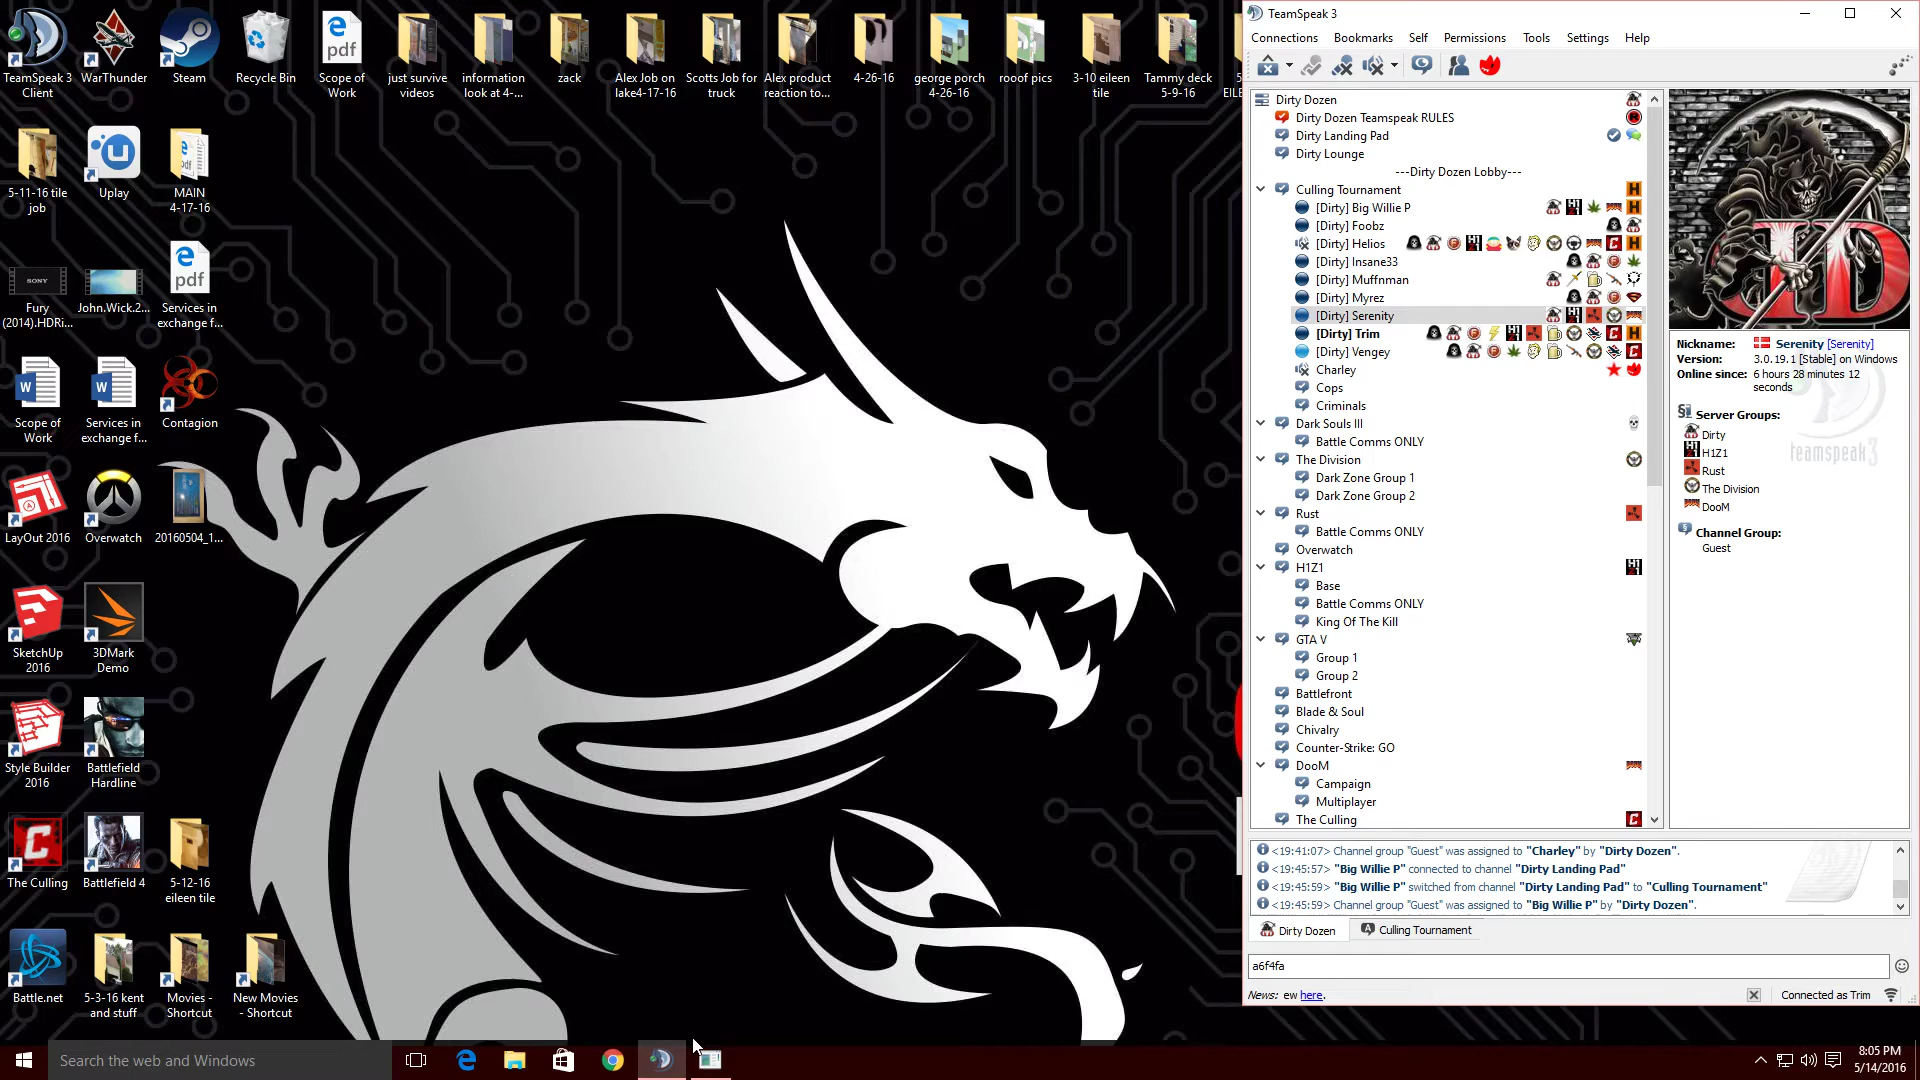 TeamSpeak 3 Client
WarThunder
Steam
Recycle Bin
Scope of Work
just survive videos
information look at 4-...
zack
Alex Job on lake4-17-16
Scotts Job for truck
Alex product reaction to...
4-26-16
george porch 4-26-16
rooof pics
3-10 eileen tile
Tammy deck 5-9-16
5-11-16 tile job
Uplay
MAIN 4-17-16
Fury (2014).HDRi...
John.Wick.2...
Services in exchange f...
Scope of Work
Services in exchange f...
Contagion
LayOut 2016
Overwatch
20160504_1...
SketchUp 2016
3DMark Demo
Style Builder 2016
Battlefield Hardline
The Culling
Battlefield 4
5-12-16 eileen tile
Battle.net
5-3-16 kent and stuff
Movies - Shortcut
New Movies - Shortcut
TeamSpeak 3
Connections Bookmarks Self Permissions Tools Settings Help
Dirty Dozen
Dirty Dozen Teamspeak RULES
Dirty Landing Pad
Dirty Lounge
---Dirty Dozen Lobby---
Culling Tournament
[Dirty] Big Willie P
[Dirty] Foobz
[Dirty] Helios
[Dirty] Insane33
[Dirty] Muffnman
[Dirty] Myrez
[Dirty] Serenity
[Dirty] Trim
[Dirty] Vengey
Charley
Cops
Criminals
Dark Souls III
Battle Comms ONLY
The Division
Dark Zone Group 1
Dark Zone Group 2
Rust
Battle Comms ONLY
Overwatch
H1Z1
Base
Battle Comms ONLY
King Of The Kill
GTA V
Group 1
Group 2
Battlefront
Blade & Soul
Chivalry
Counter-Strike: GO
DooM
Campaign
Multiplayer
The Culling
Nickname: Serenity [Serenity]
Version: 3.0.19.1 [Stable] on Windows
Online since: 6 hours 28 minutes 12 seconds
Server Groups:
Dirty
H1Z1
Rust
The Division
DooM
Channel Group:
Guest
teamspeak 3
<19:41:07> Channel group "Guest" was assigned to "Charley" by "Dirty Dozen".
<19:45:57> "Big Willie P" connected to channel "Dirty Landing Pad"
<19:45:59> "Big Willie P" switched from channel "Dirty Landing Pad" to "Culling Tournament"
<19:45:59> Channel group "Guest" was assigned to "Big Willie P" by "Dirty Dozen".
Dirty Dozen
Culling Tournament
a6f4fa
News: ew here.
Connected as Trim
Search the web and Windows
8:05 PM
5/14/2016